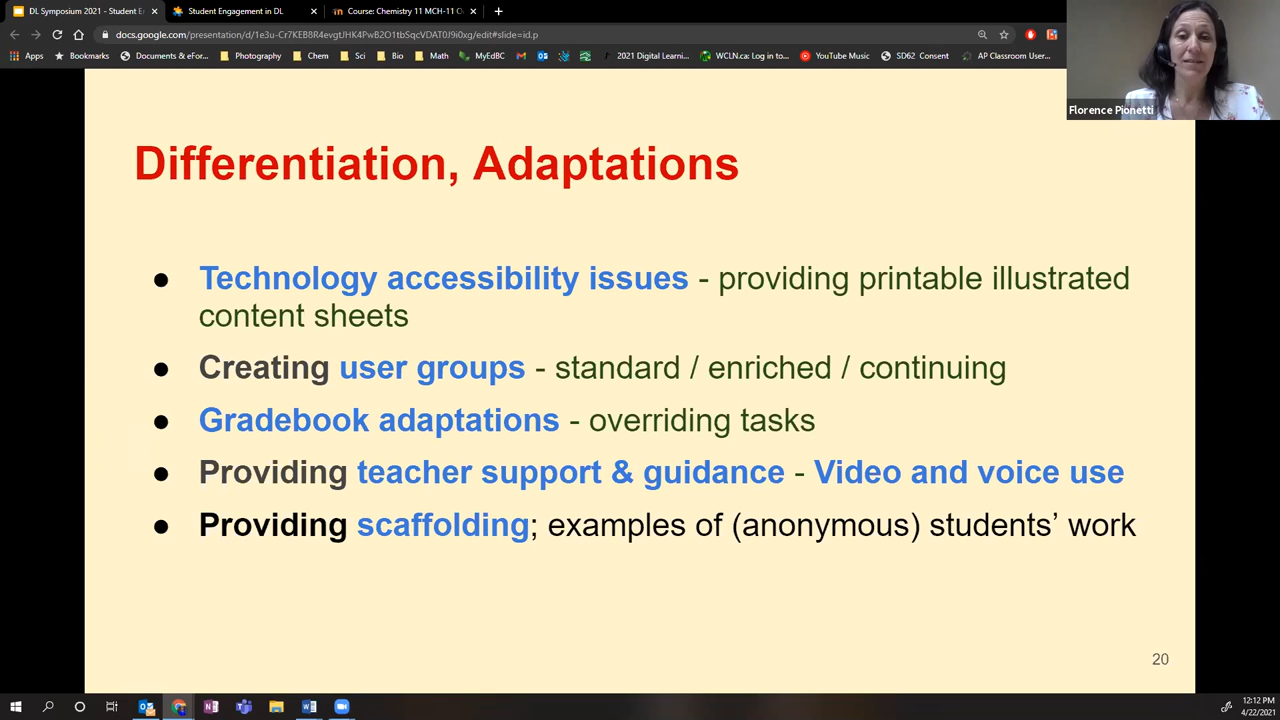 DL Symposium 2021 - Student E
Student Engagement in DL
Course: Chemistry 11 MCH-11 O
Apps
Bookmarks
Documents & eFor...
Photography
Chem
Sci
Bio
Math
MyEdBC
2021 Digital Learni...
WCLN.ca: Log in to...
YouTube Music
SD62 Consent
AP Classroom User...
Florence Pionetti
Differentiation, Adaptations
● Technology accessibility issues - providing printable illustrated
content sheets
● Creating user groups - standard / enriched / continuing
● Gradebook adaptations - overriding tasks
● Providing teacher support & guidance - Video and voice use
● Providing scaffolding; examples of (anonymous) students’ work
20
12:12 PM
4/22/2021